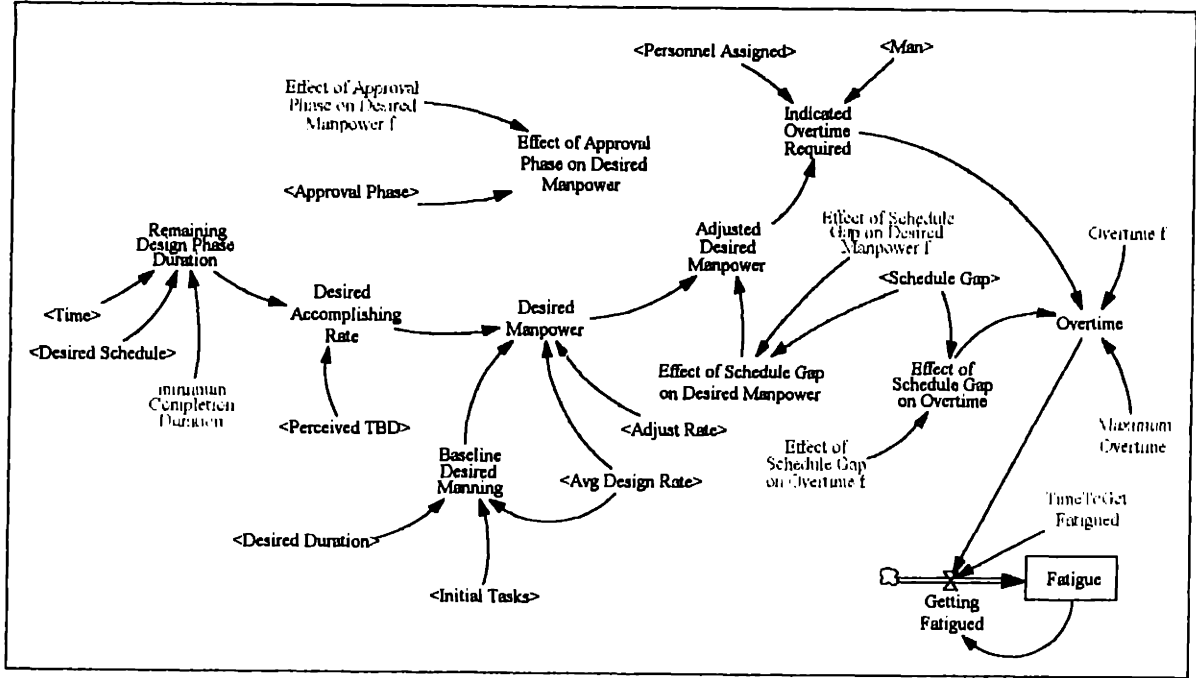 <Personnel Assigned>
<Man>
Effect of Approval
Phase on Desired
Manpower f
Indicated
Overtime
Required
Effect of Approval
Phase on Desired
Manpower
<Approval Phase>
Remaining
Design Phase
Duration
Adjusted
Desired
Manpower
Effect of Schedule
Gap on Desired
Manpower f
Overtime f
<Schedule Gap>
<Time>
Desired
Accomplishing
Rate
Desired
Manpower
Overtime
<Desired Schedule>
Effect of Schedule Gap
on Desired Manpower
Effect of
Schedule Gap
on Overtime
minimum
Completion
Duration
<Perceived TBD>
<Adjust Rate>
Maximum
Overtime
Effect of
Schedule Gap
on Overtime f
Baseline
Desired
Manning
<Avg Design Rate>
TimeToGet
Fatigued
<Desired Duration>
Fatigue
<Initial Tasks>
Getting
Fatigued